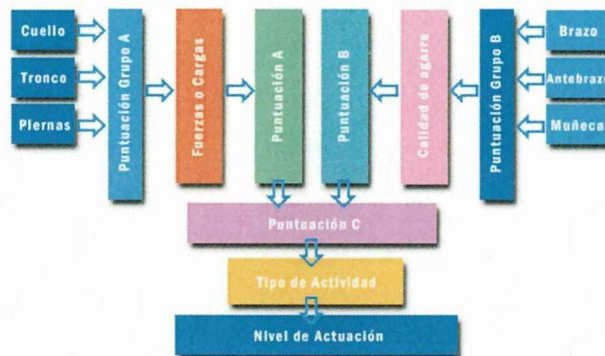 Cuello
Tronco
Piernas
Puntuación Grupo A
Fuerzas o Cargas
Puntuación A
Puntuación B
Calidad de agarre
Puntuación Grupo B
Brazo
Antebrazo
Muñeca
Puntuación C
Tipo de Actividad
Nivel de Actuación